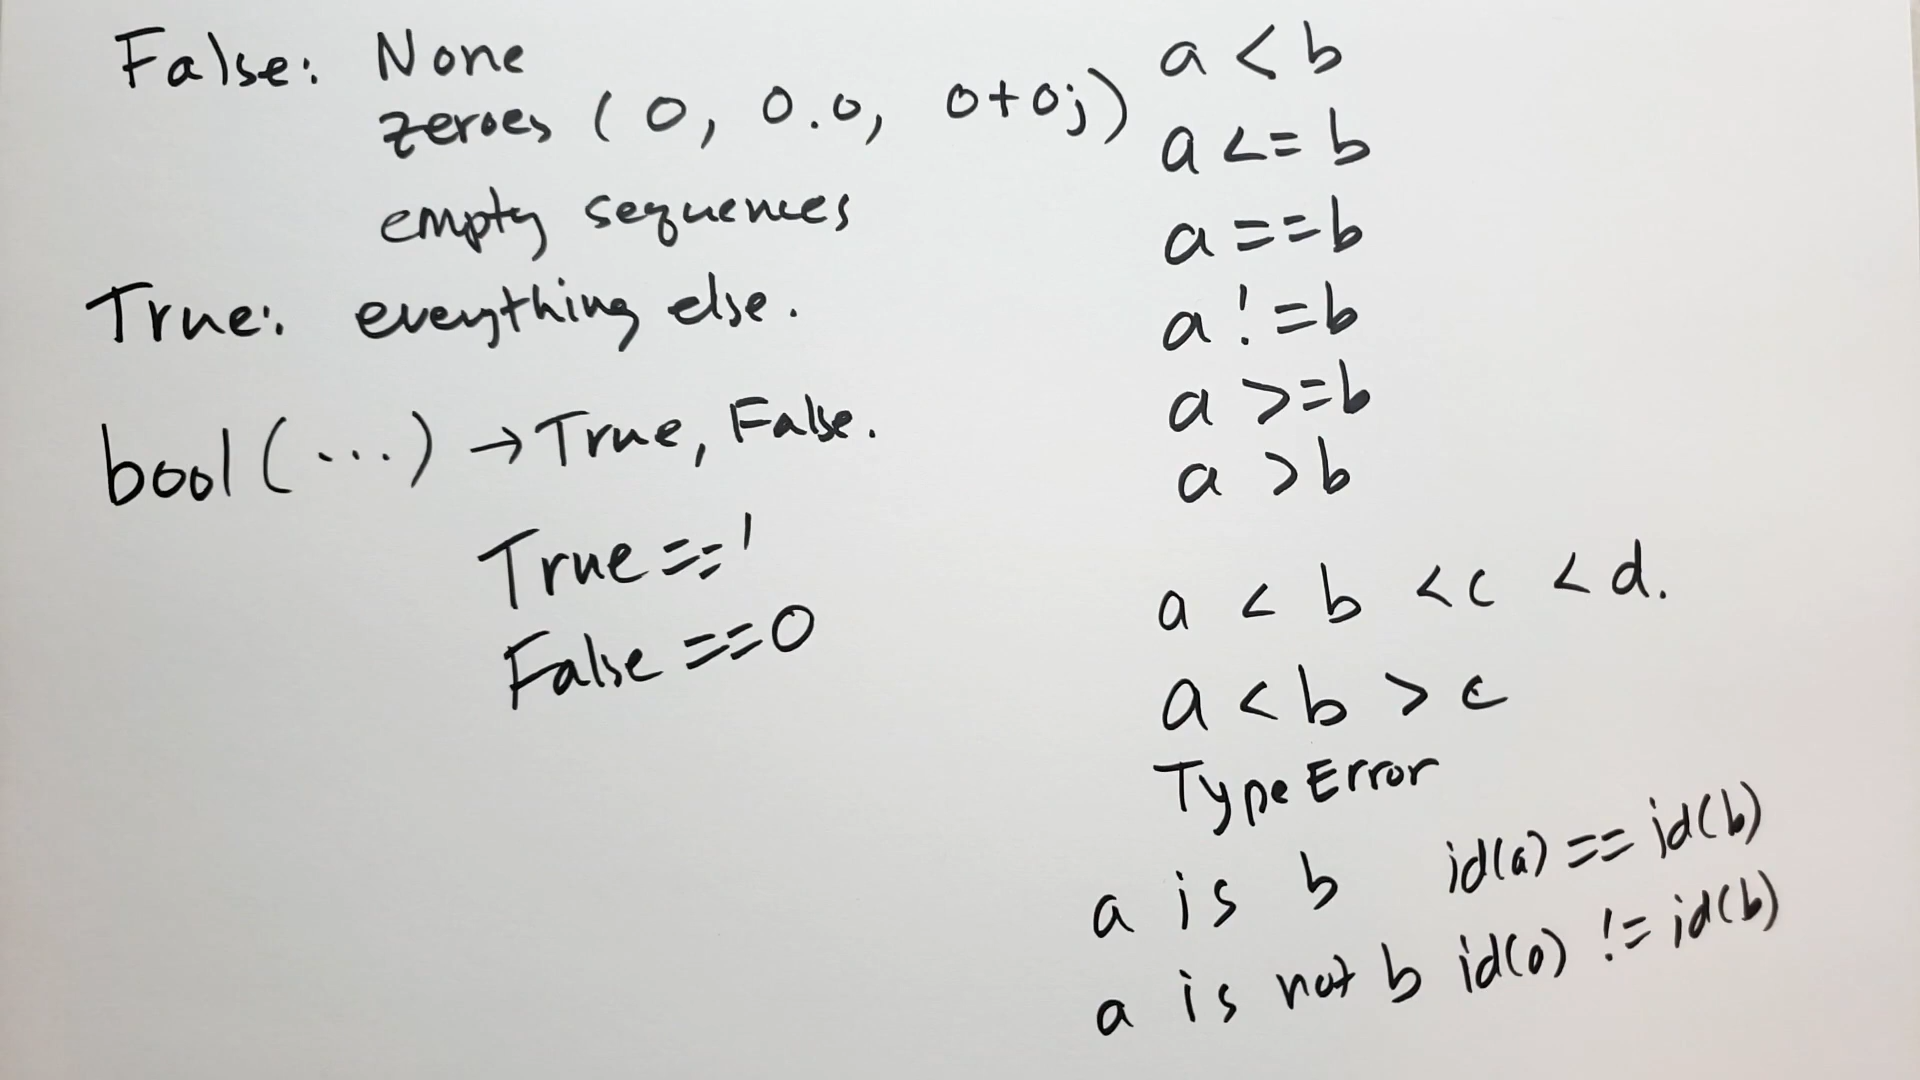 False: None
zeroes (0, 0.0, 0+0j)
empty sequences
True: everything else.
bool(...) → True, False.
True == 1
False == 0
a < b
a <= b
a == b
a != b
a >= b
a > b
a < b < c < d.
a < b > c
TypeError
a is b id(a) == id(b)
a is not b id(a) != id(b)